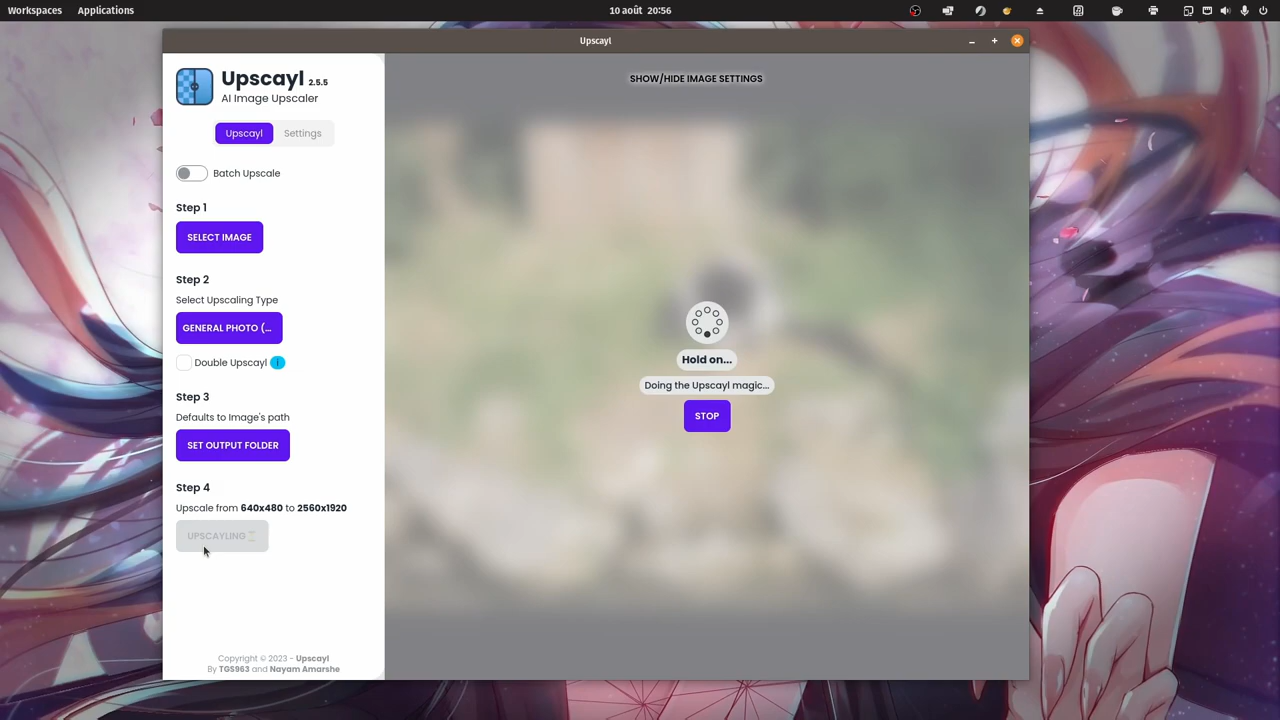 Workspaces Applications 10 août 20:56
Upscayl
Upscayl 2.5.5
AI Image Upscaler
Upscayl Settings
Batch Upscale
Step 1
SELECT IMAGE
Step 2
Select Upscaling Type
GENERAL PHOTO (...
Double Upscayl i
Step 3
Defaults to Image's path
SET OUTPUT FOLDER
Step 4
Upscale from 640x480 to 2560x1920
UPSCAYLING ⏳
Copyright © 2023 - Upscayl
By TGS963 and Nayam Amarshe
SHOW/HIDE IMAGE SETTINGS
Hold on...
Doing the Upscayl magic...
STOP